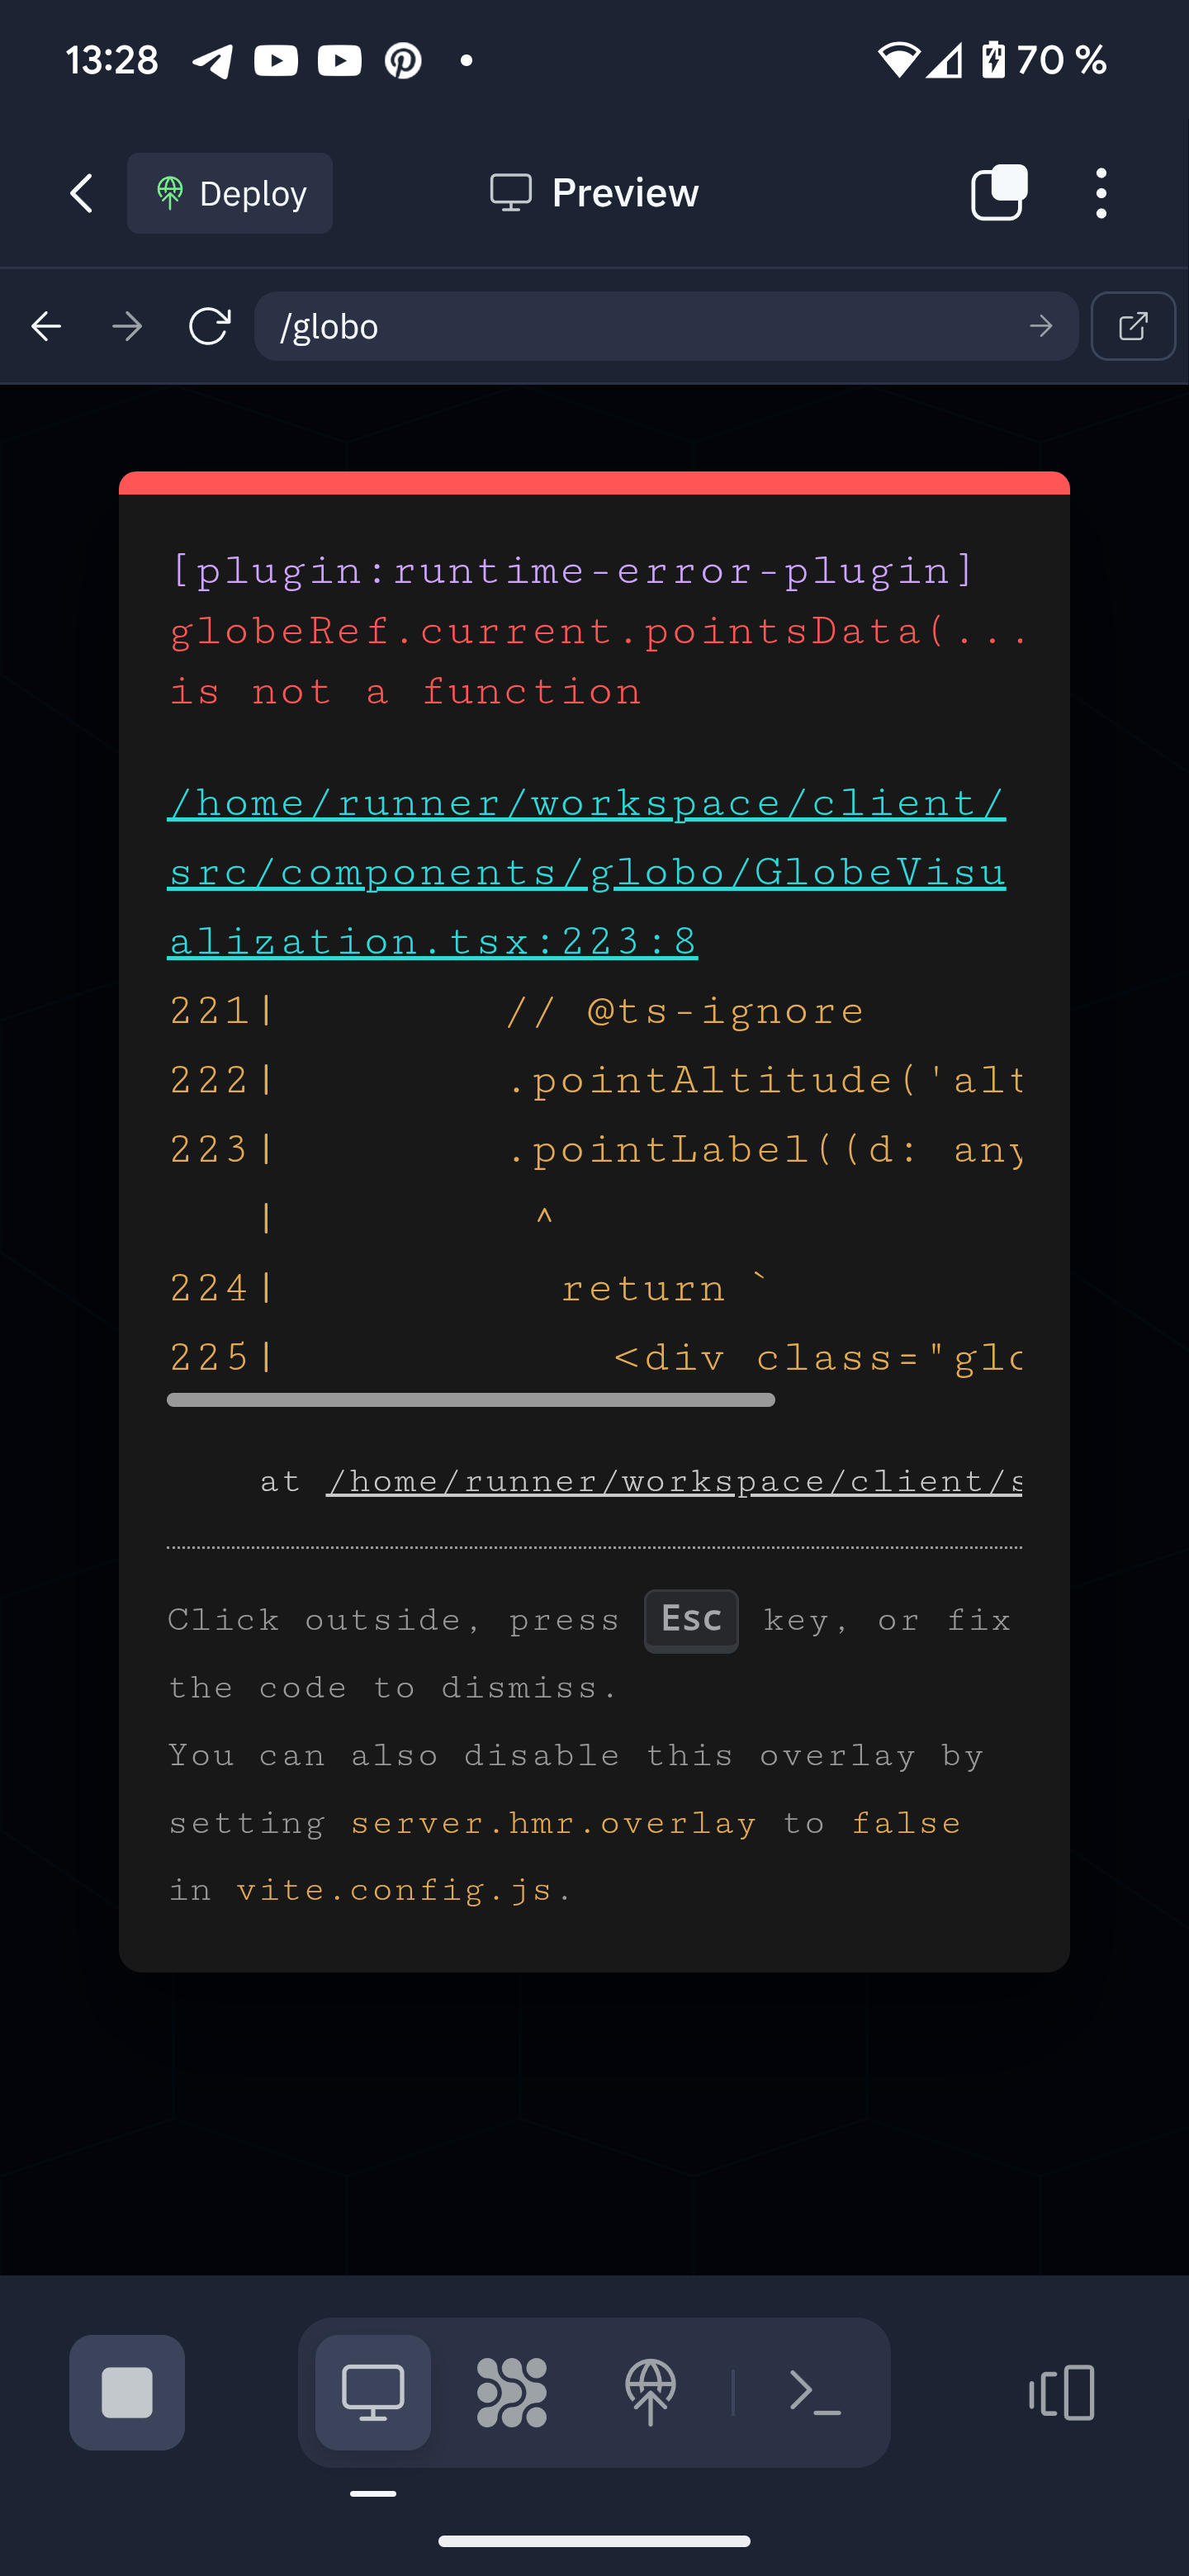 13:28
70 %
Deploy
Preview
/globo
[plugin:runtime-error-plugin]
globeRef.current.pointsData(...
is not a function
/home/runner/workspace/client/
src/components/globo/GlobeVisu
alization.tsx:223:8
221|         // @ts-ignore
222|         .pointAltitude('alt
223|         .pointLabel((d: any
   |          ^
224|           return `
225|             <div class="glo
at /home/runner/workspace/client/s
Click outside, press Esc key, or fix
the code to dismiss.
You can also disable this overlay by
setting server.hmr.overlay to false
in vite.config.js.